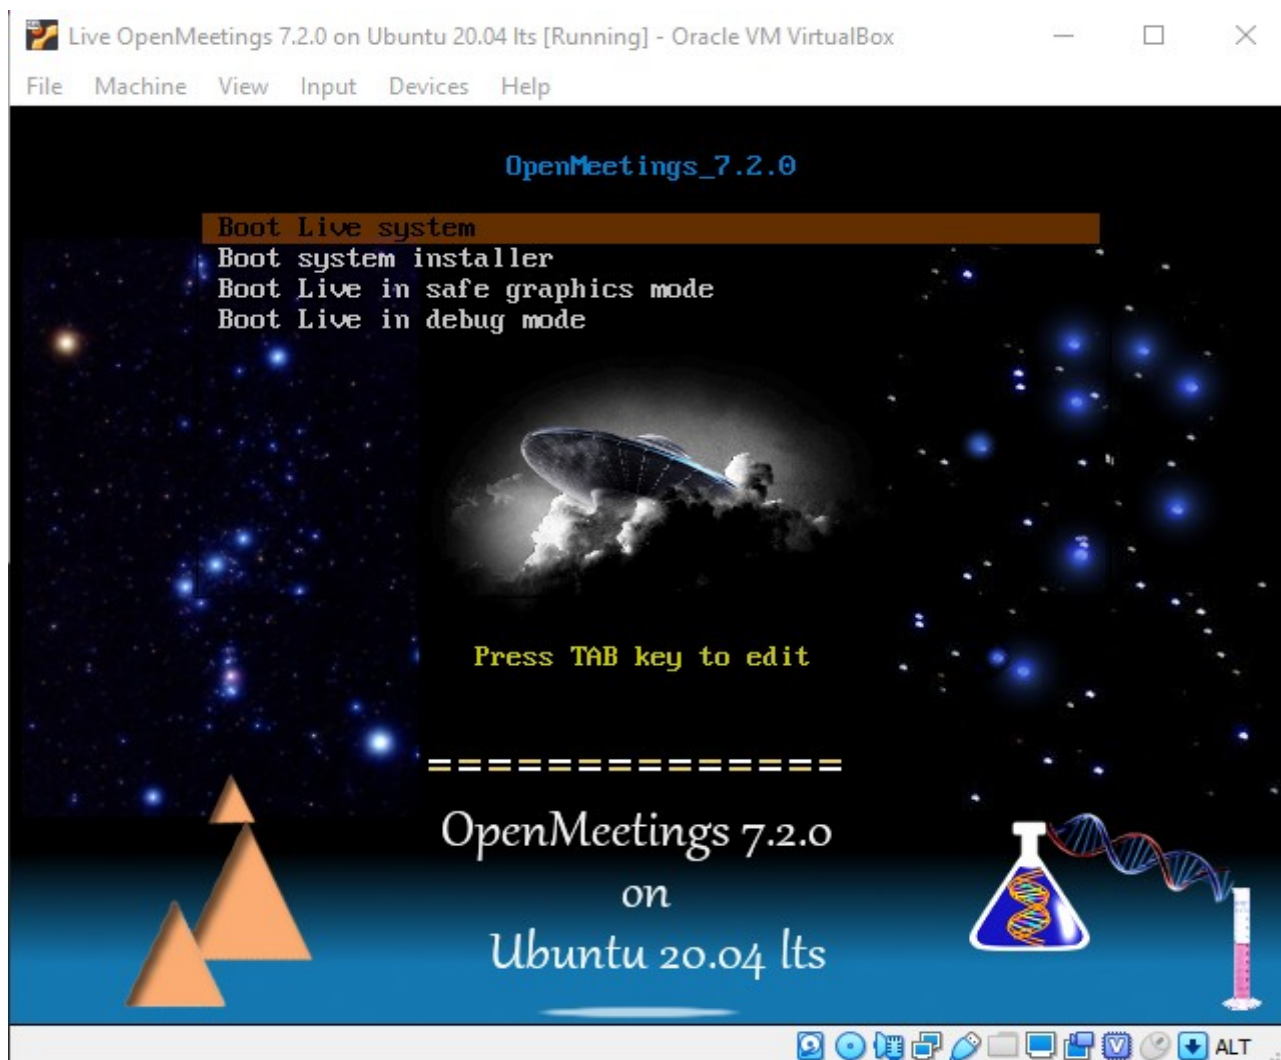 Live OpenMeetings 7.2.0 on Ubuntu 20.04 lts [Running] - Oracle VM VirtualBox
File Machine View Input Devices Help
OpenMeetings_7.2.0
Boot Live system
Boot system installer
Boot Live in safe graphics mode
Boot Live in debug mode
Press TAB key to edit
==============
OpenMeetings 7.2.0
on
Ubuntu 20.04 lts
ALT